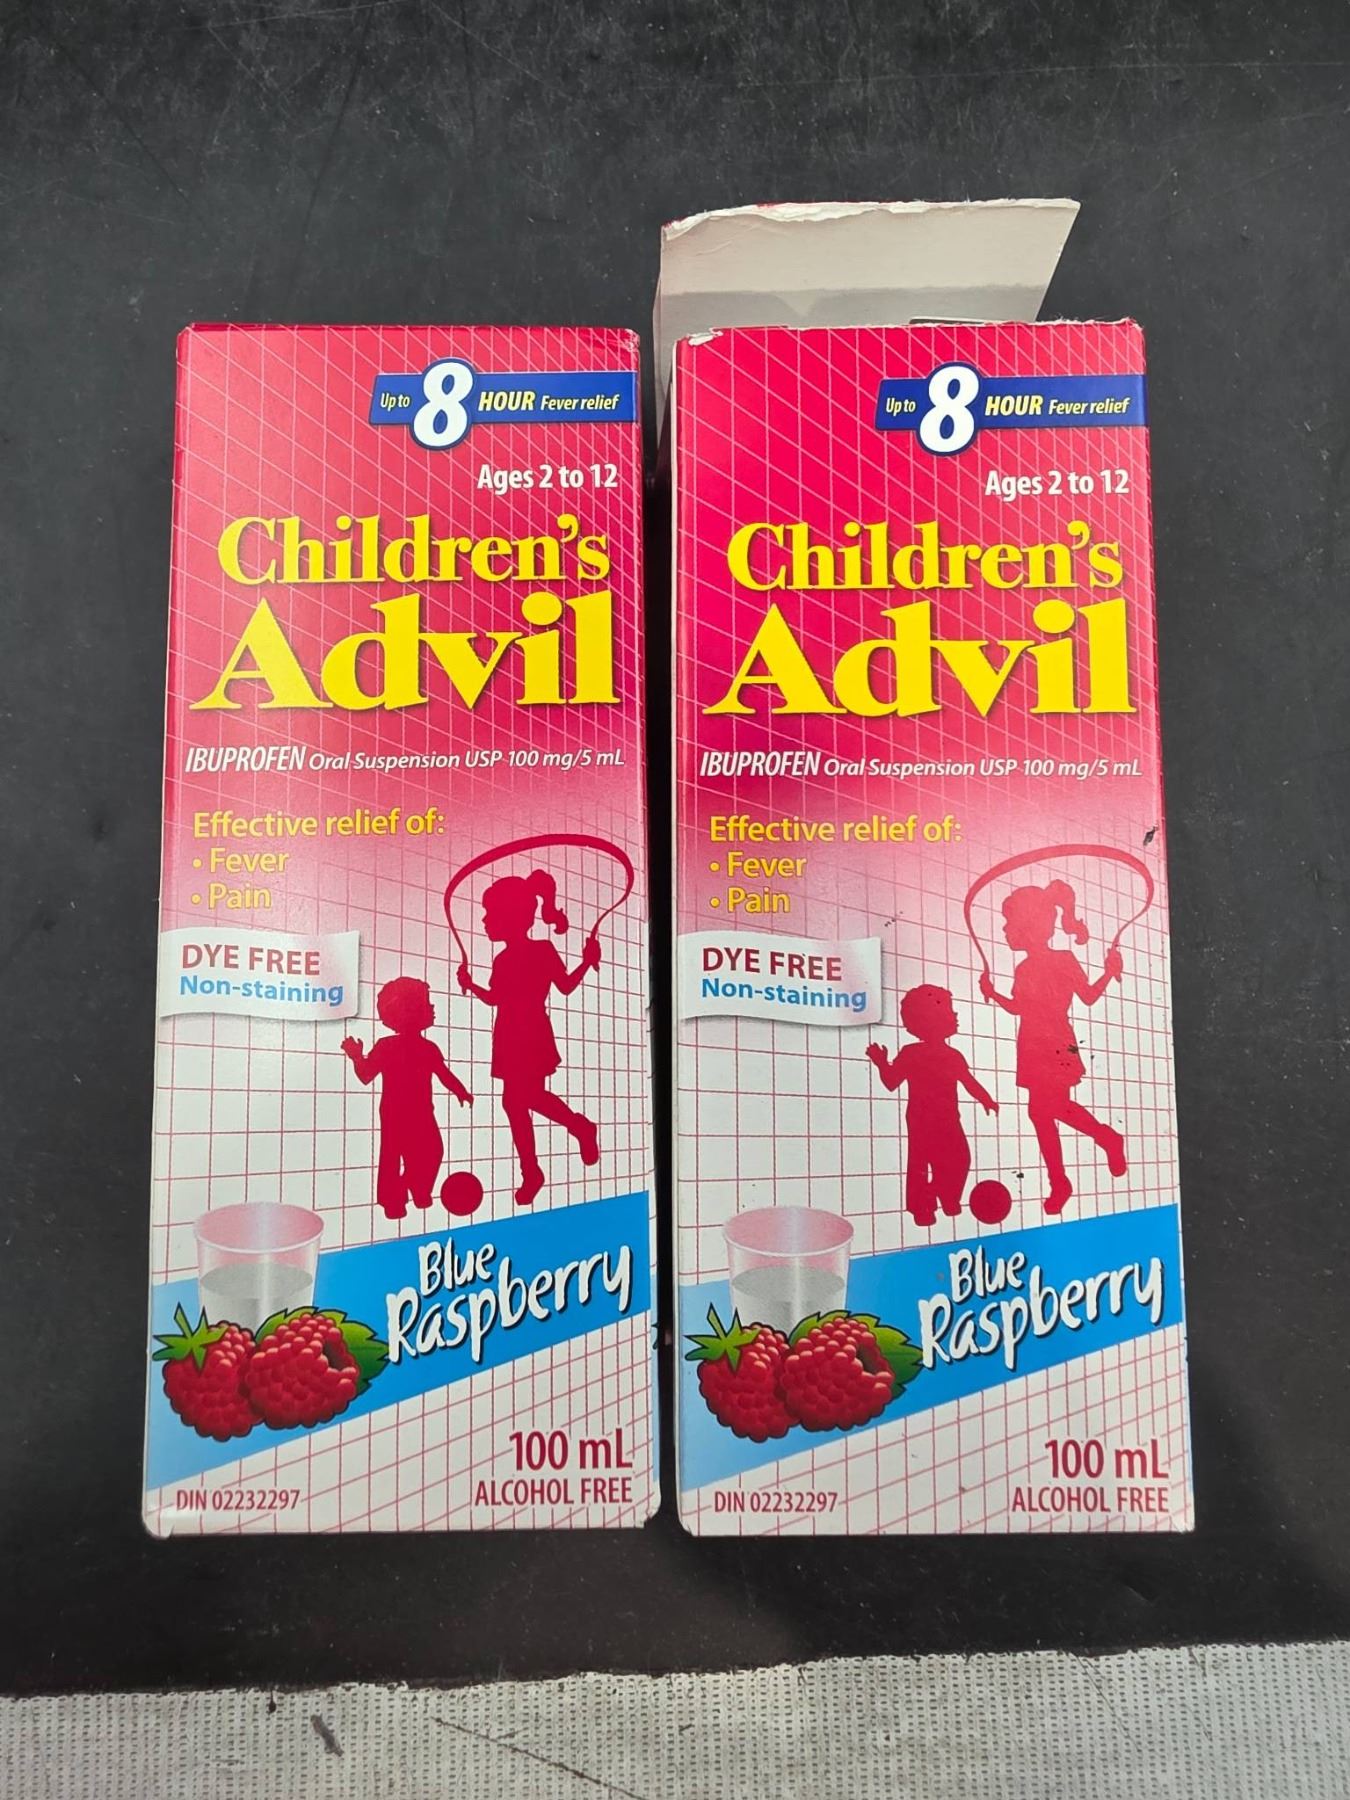 Up to 8 HOUR Fever relief
Ages 2 to 12
Children's
Advil
IBUPROFEN Oral Suspension USP 100 mg/5 mL
Effective relief of:
• Fever
• Pain
DYE FREE
Non-staining
Blue
Raspberry
100 mL
DIN 02232297
ALCOHOL FREE
Up to 8 HOUR Fever relief
Ages 2 to 12
Children's
Advil
IBUPROFEN Oral Suspension USP 100 mg/5 mL
Effective relief of:
• Fever
• Pain
DYE FREE
Non-staining
Blue
Raspberry
100 mL
DIN 02232297
ALCOHOL FREE